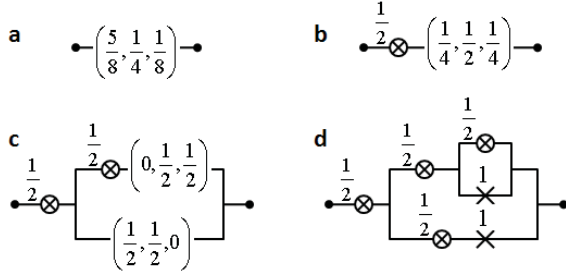 a
(5/8, 1/4, 1/8)
b
1/2
(1/4, 1/2, 1/4)
c
1/2
1/2
(0, 1/2, 1/2)
(1/2, 1/2, 0)
d
1/2
1/2
1/2
1
1/2
1